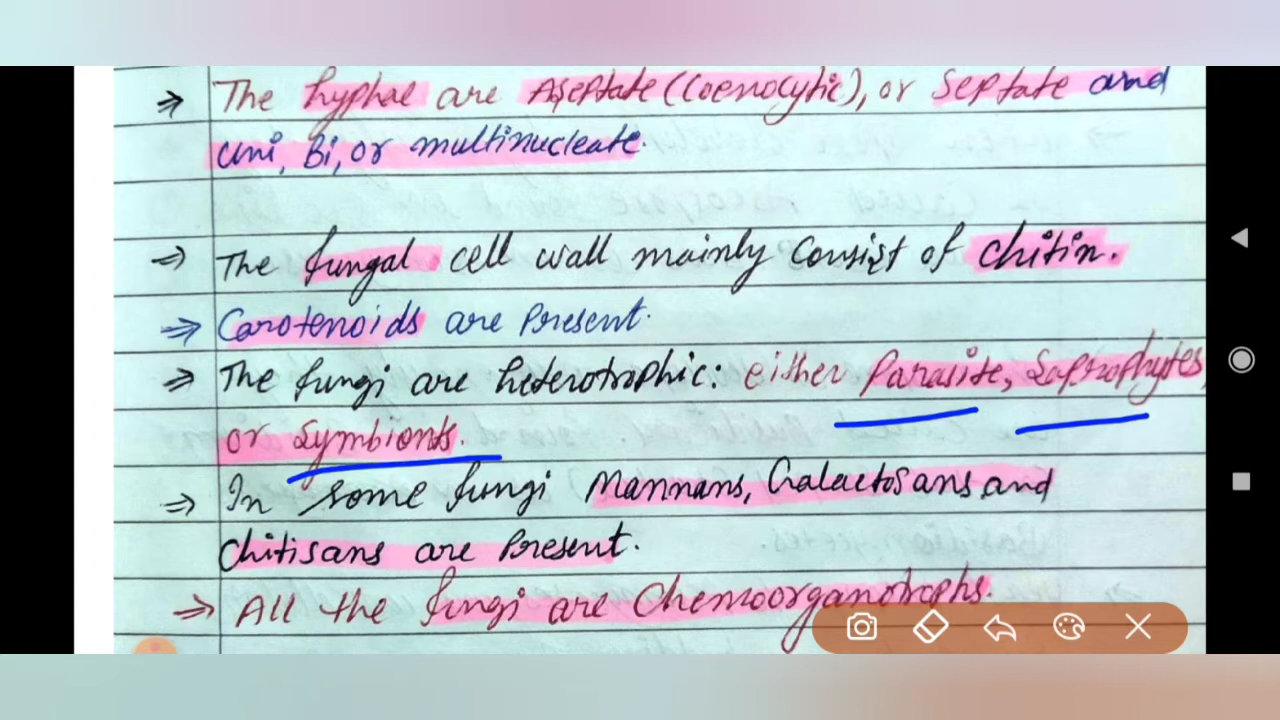 ⇒ The hyphae are Aseptate (Coenocytic), or Septate and
uni, Bi, or multinucleate.
⇒ The fungal cell wall mainly consist of chitin.
⇒ Carotenoids are Present.
⇒ The fungi are heterotrophic: either Parasite, Saprophytes,
or Symbionts.
⇒ In some fungi Mannans, Galactosans and
Chitisans are Present.
⇒ All the fungi are Chemoorganotrophs.